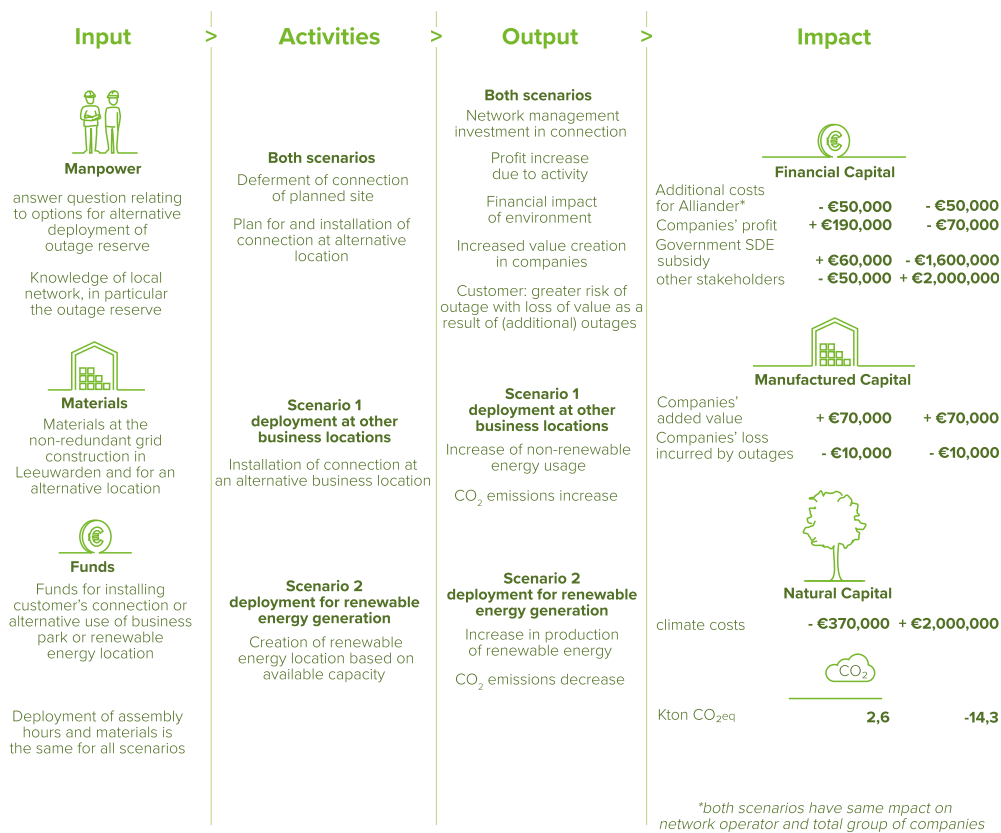 Input
>
Activities
>
Output
>
Impact
Manpower
answer question relating
to options for alternative
deployment of
outage reserve
Knowledge of local
network, in particular
the outage reserve
Materials
Materials at the
non-redundant grid
construction in
Leeuwarden and for an
alternative location
€
Funds
Funds for installing
customer's connection or
alternative use of business
park or renewable
energy location
Deployment of assembly
hours and materials is
the same for all scenarios
Both scenarios
Deferment of connection
of planned site
Plan for and installation of
connection at alternative
location
Scenario 1
deployment at other
business locations
Installation of connection at
an alternative business location
Scenario 2
deployment for renewable
energy generation
Creation of renewable
energy location based on
available capacity
Both scenarios
Network management
investment in connection
Profit increase
due to activity
Financial impact
of environment
Increased value creation
in companies
Customer: greater risk of
outage with loss of value as a
result of (additional) outages
Scenario 1
deployment at other
business locations
Increase of non-renewable
energy usage
CO2 emissions increase
Scenario 2
deployment for renewable
energy generation
Increase in production
of renewable energy
CO2 emissions decrease
€
Financial Capital
Additional costs
for Alliander* - €50,000 - €50,000
Companies' profit + €190,000 - €70,000
Government SDE
subsidy + €60,000 - €1,600,000
other stakeholders - €50,000 + €2,000,000
Manufactured Capital
Companies'
added value + €70,000 + €70,000
Companies' loss
incurred by outages - €10,000 - €10,000
Natural Capital
climate costs - €370,000 + €2,000,000
CO2
Kton CO2eq 2,6 -14,3
*both scenarios have same mpact on
network operator and total group of companies